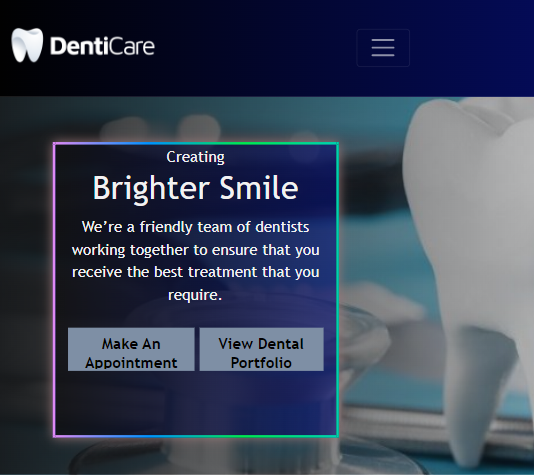 DentiCare
Creating
Brighter Smile
We’re a friendly team of dentists
working together to ensure that you
receive the best treatment that you
require.
Make An
Appointment
View Dental
Portfolio